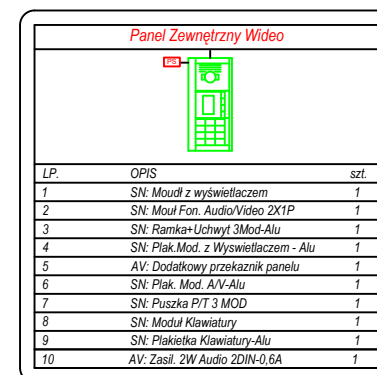 Panel Zewnętrzny Wideo
PS
LP. OPIS szt.
1 SN: Moudł z wyświetlaczem 1
2 SN: Mouł Fon. Audio/Video 2X1P 1
3 SN: Ramka+Uchwyt 3Mod-Alu 1
4 SN: Plak.Mod. z Wyswietlaczem - Alu 1
5 AV: Dodatkowy przekaznik panelu 1
6 SN: Plak. Mod. A/V-Alu 1
7 SN: Puszka P/T 3 MOD 1
8 SN: Moduł Klawiatury 1
9 SN: Plakietka Klawiatury-Alu 1
10 AV: Zasil. 2W Audio 2DIN-0,6A 1